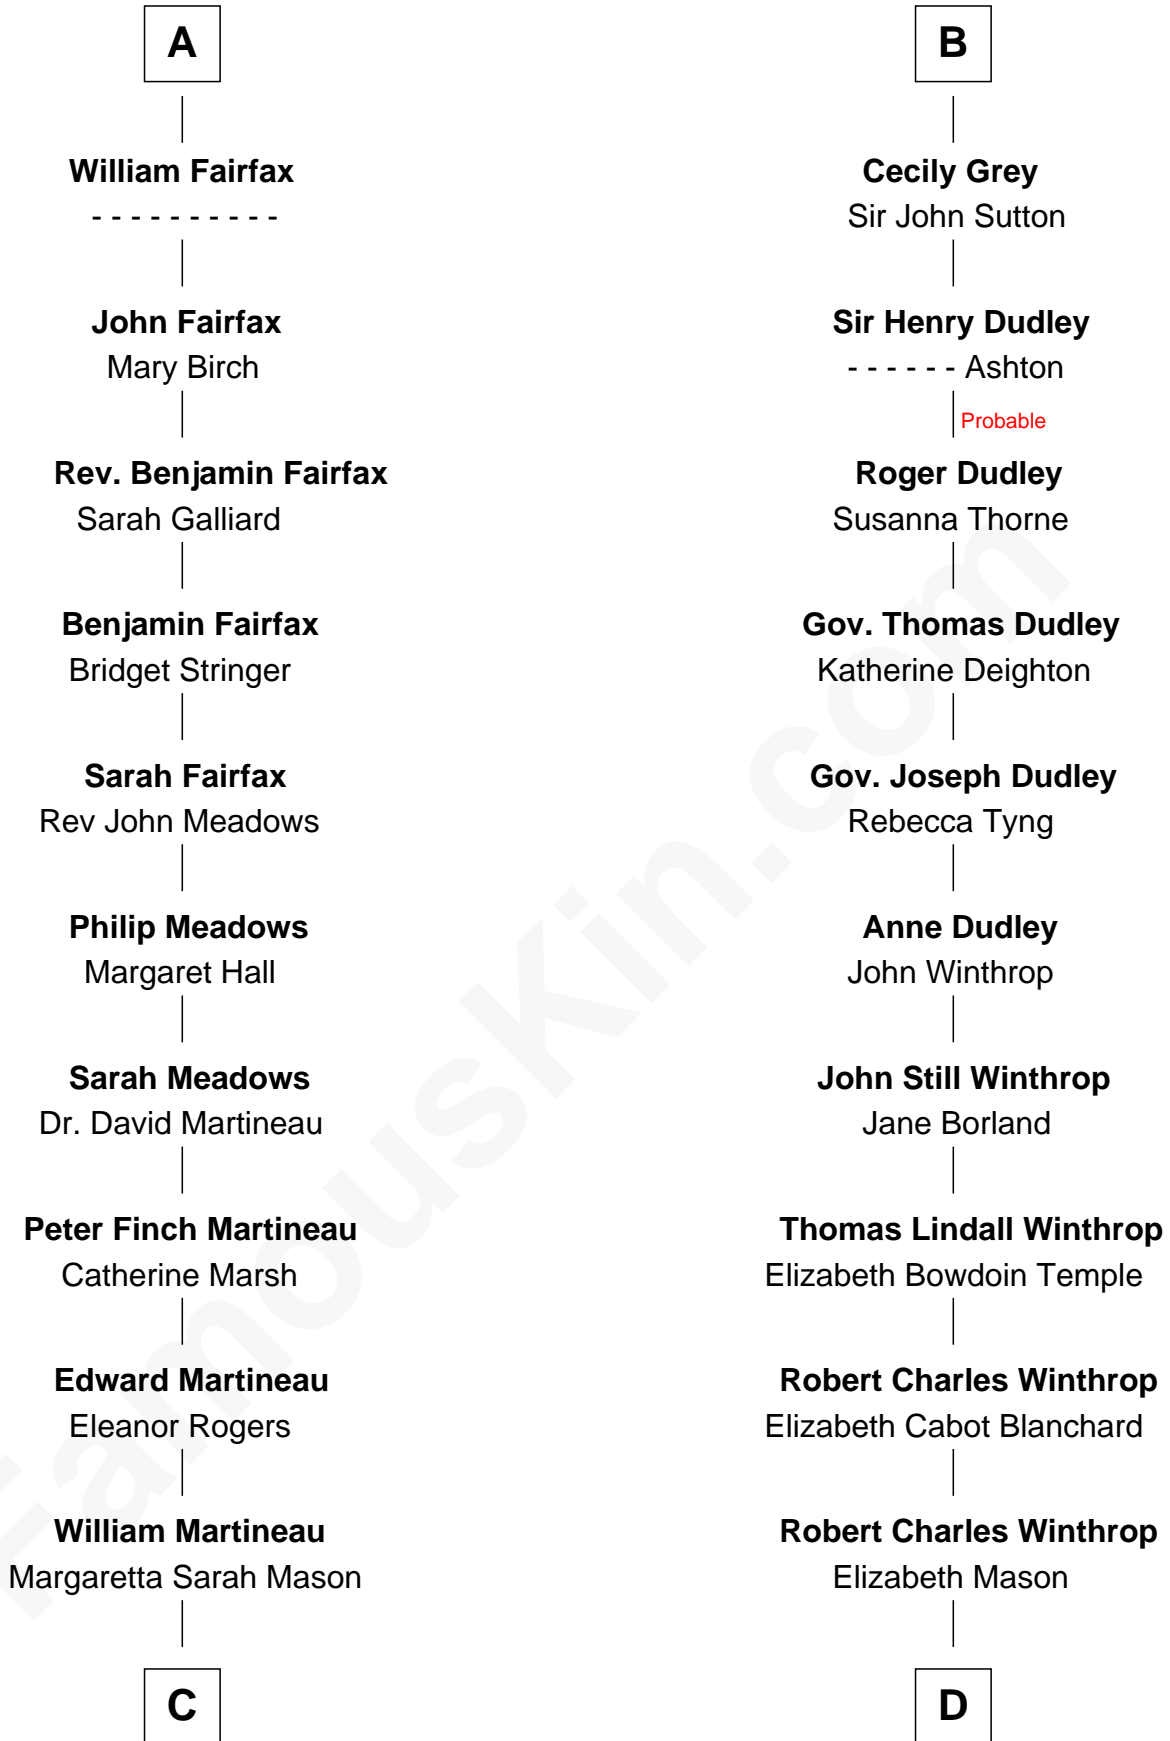 A
William Fairfax
- - - - - - - - - -
John Fairfax
Mary Birch
Rev. Benjamin Fairfax
Sarah Galliard
Benjamin Fairfax
Bridget Stringer
Sarah Fairfax
Rev John Meadows
Philip Meadows
Margaret Hall
Sarah Meadows
Dr. David Martineau
Peter Finch Martineau
Catherine Marsh
Edward Martineau
Eleanor Rogers
William Martineau
Margaretta Sarah Mason
C
B
Cecily Grey
Sir John Sutton
Sir Henry Dudley
- - - - - - Ashton
Probable
Roger Dudley
Susanna Thorne
Gov. Thomas Dudley
Katherine Deighton
Gov. Joseph Dudley
Rebecca Tyng
Anne Dudley
John Winthrop
John Still Winthrop
Jane Borland
Thomas Lindall Winthrop
Elizabeth Bowdoin Temple
Robert Charles Winthrop
Elizabeth Cabot Blanchard
Robert Charles Winthrop
Elizabeth Mason
D
FamousKin.com